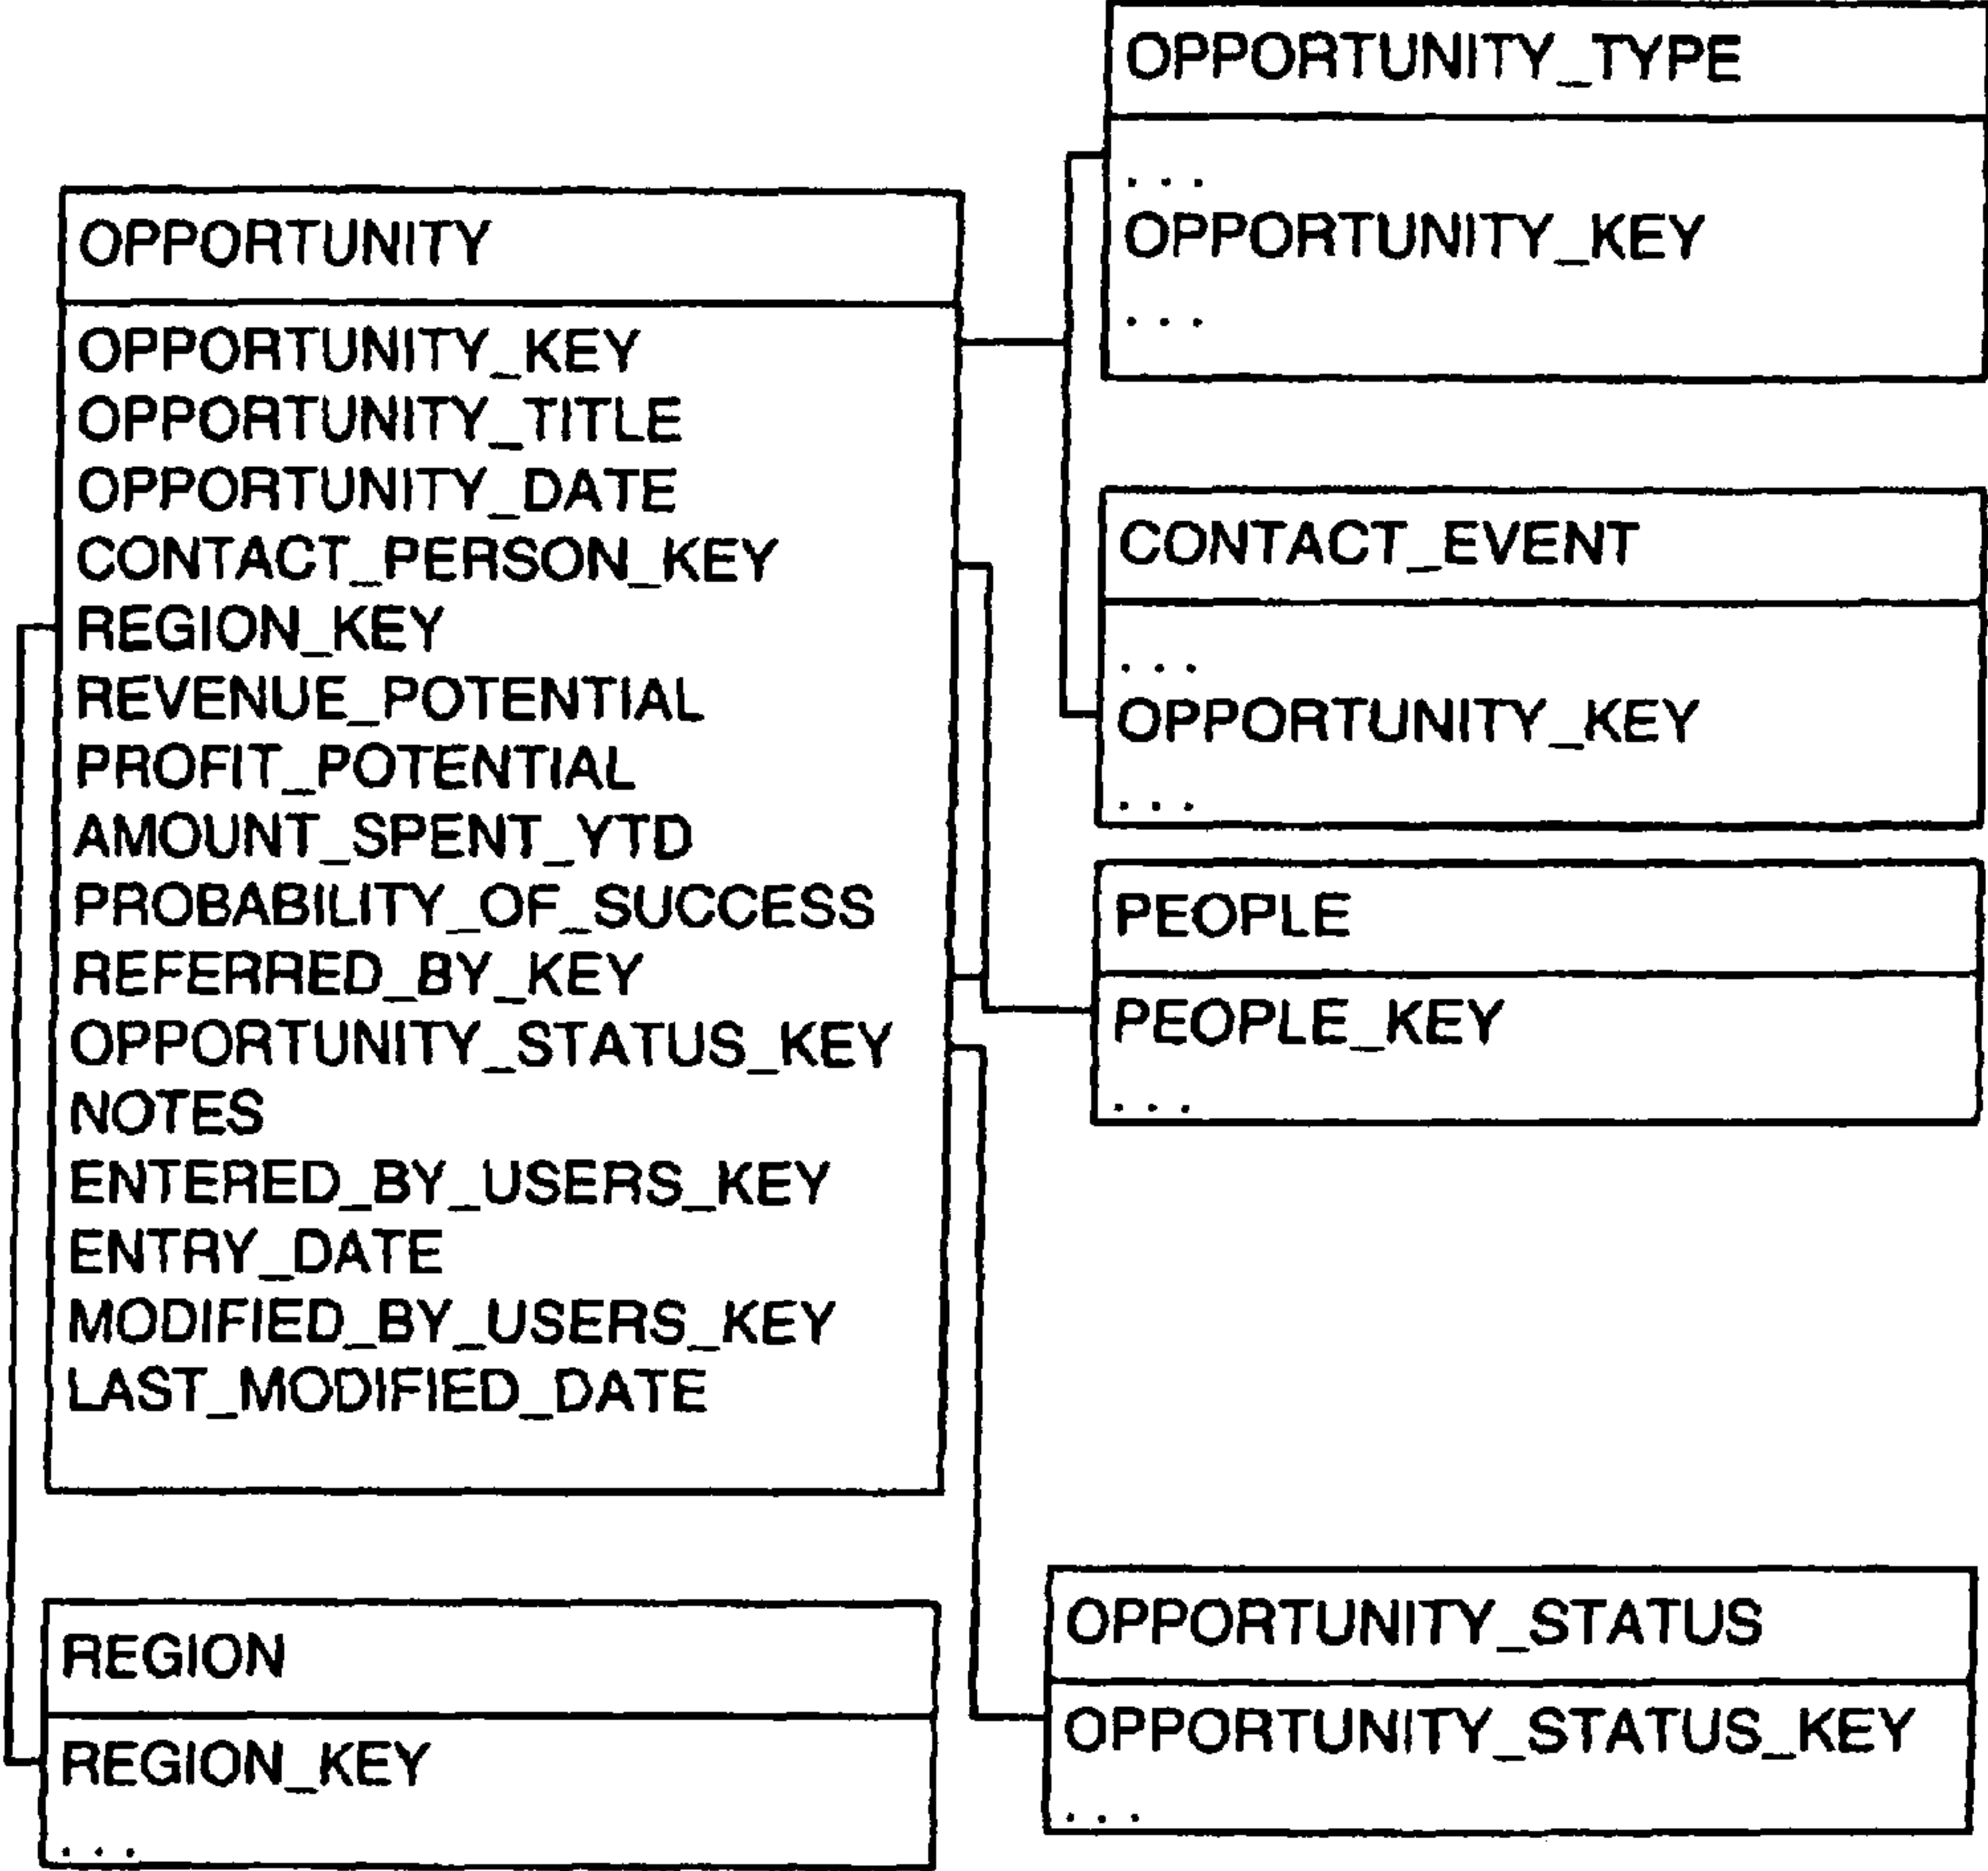 OPPORTUNITY_TYPE
. . .
OPPORTUNITY_KEY
. . .
OPPORTUNITY
OPPORTUNITY_KEY
OPPORTUNITY_TITLE
OPPORTUNITY_DATE
CONTACT_PERSON_KEY
REGION_KEY
REVENUE_POTENTIAL
PROFIT_POTENTIAL
AMOUNT_SPENT_YTD
PROBABILITY_OF_SUCCESS
REFERRED_BY_KEY
OPPORTUNITY_STATUS_KEY
NOTES
ENTERED_BY_USERS_KEY
ENTRY_DATE
MODIFIED_BY_USERS_KEY
LAST_MODIFIED_DATE
CONTACT_EVENT
. . .
OPPORTUNITY_KEY
. . .
PEOPLE
PEOPLE_KEY
. . .
REGION
REGION_KEY
. . .
OPPORTUNITY_STATUS
OPPORTUNITY_STATUS_KEY
. . .